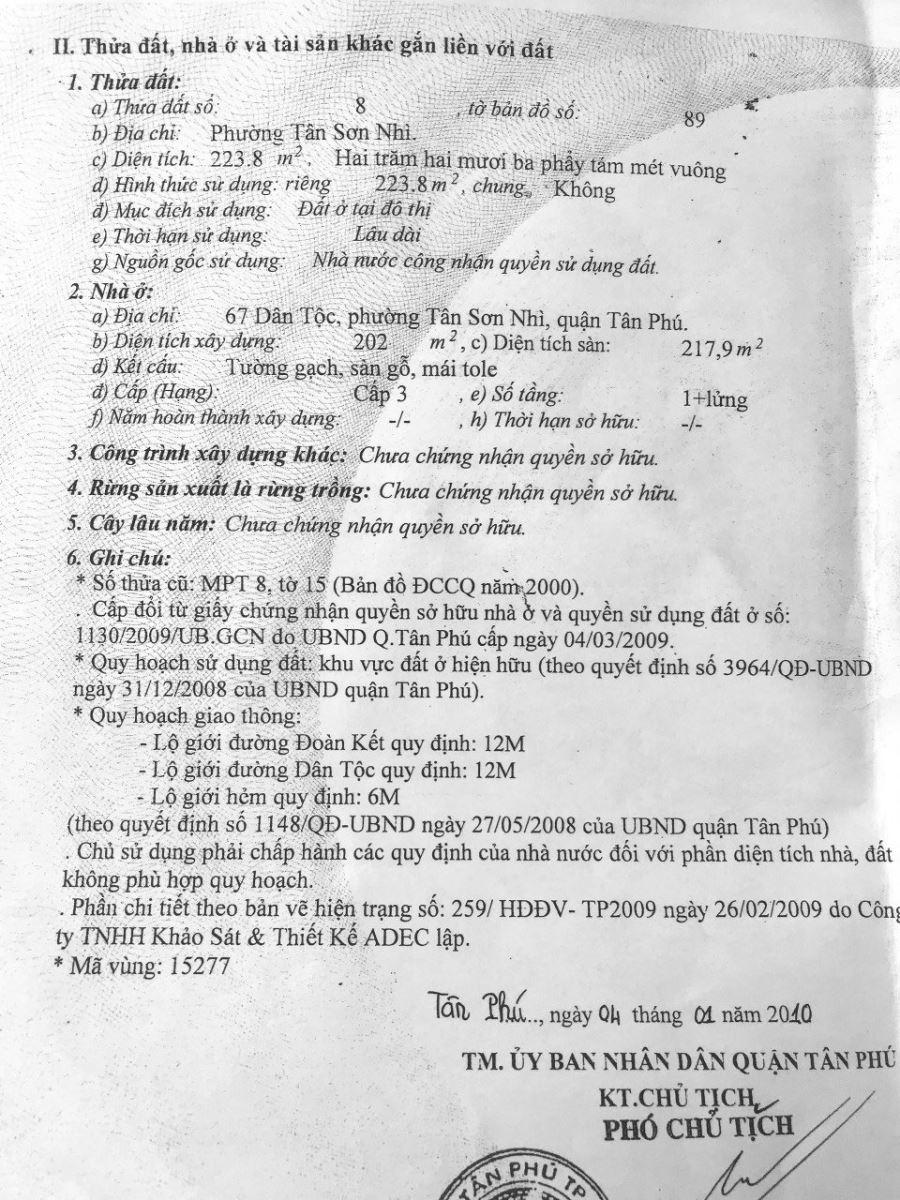 II. Thửa đất, nhà ở và tài sản khác gắn liền với đất
1. Thửa đất:
a) Thửa đất số: 8 , tờ bản đồ số: 89
b) Địa chỉ: Phường Tân Sơn Nhì.
c) Diện tích: 223.8 m², Hai trăm hai mươi ba phẩy tám mét vuông
d) Hình thức sử dụng: riêng 223.8 m², chung, Không
đ) Mục đích sử dụng: Đất ở tại đô thị
e) Thời hạn sử dụng: Lâu dài
g) Nguồn gốc sử dụng: Nhà nước công nhận quyền sử dụng đất.
2. Nhà ở:
a) Địa chỉ: 67 Dân Tộc, phường Tân Sơn Nhì, quận Tân Phú.
b) Diện tích xây dựng: 202 m², c) Diện tích sàn: 217,9 m²
d) Kết cấu: Tường gạch, sàn gỗ, mái tole
đ) Cấp (Hạng): Cấp 3 , e) Số tầng: 1+lửng
f) Năm hoàn thành xây dựng: -/- , h) Thời hạn sở hữu: -/-
3. Công trình xây dựng khác: Chưa chứng nhận quyền sở hữu.
4. Rừng sản xuất là rừng trồng: Chưa chứng nhận quyền sở hữu.
5. Cây lâu năm: Chưa chứng nhận quyền sở hữu.
6. Ghi chú:
* Số thửa cũ: MPT 8, tờ 15 (Bản đồ ĐCCQ năm 2000).
. Cấp đổi từ giấy chứng nhận quyền sở hữu nhà ở và quyền sử dụng đất ở số:
1130/2009/UB.GCN do UBND Q.Tân Phú cấp ngày 04/03/2009.
* Quy hoạch sử dụng đất: khu vực đất ở hiện hữu (theo quyết định số 3964/QĐ-UBND
ngày 31/12/2008 của UBND quận Tân Phú).
* Quy hoạch giao thông:
- Lộ giới đường Đoàn Kết quy định: 12M
- Lộ giới đường Dân Tộc quy định: 12M
- Lộ giới hẻm quy định: 6M
(theo quyết định số 1148/QĐ-UBND ngày 27/05/2008 của UBND quận Tân Phú)
. Chủ sử dụng phải chấp hành các quy định của nhà nước đối với phần diện tích nhà, đất
không phù hợp quy hoạch.
. Phần chi tiết theo bản vẽ hiện trạng số: 259/ HĐĐV- TP2009 ngày 26/02/2009 do Công
ty TNHH Khảo Sát & Thiết Kế ADEC lập.
* Mã vùng: 15277
Tân Phú.., ngày 04 tháng 01 năm 2010
TM. ỦY BAN NHÂN DÂN QUẬN TÂN PHÚ
KT.CHỦ TỊCH
PHÓ CHỦ TỊCH
TÂN PHÚ TP